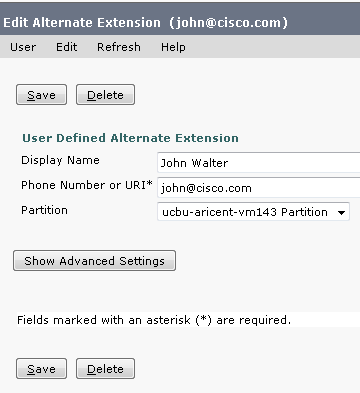 Edit Alternate Extension (john@cisco.com)
User Edit Refresh Help
Save Delete
User Defined Alternate Extension
Display Name John Walter
Phone Number or URI* john@cisco.com
Partition ucbu-aricent-vm143 Partition
Show Advanced Settings
Fields marked with an asterisk (*) are required.
Save Delete